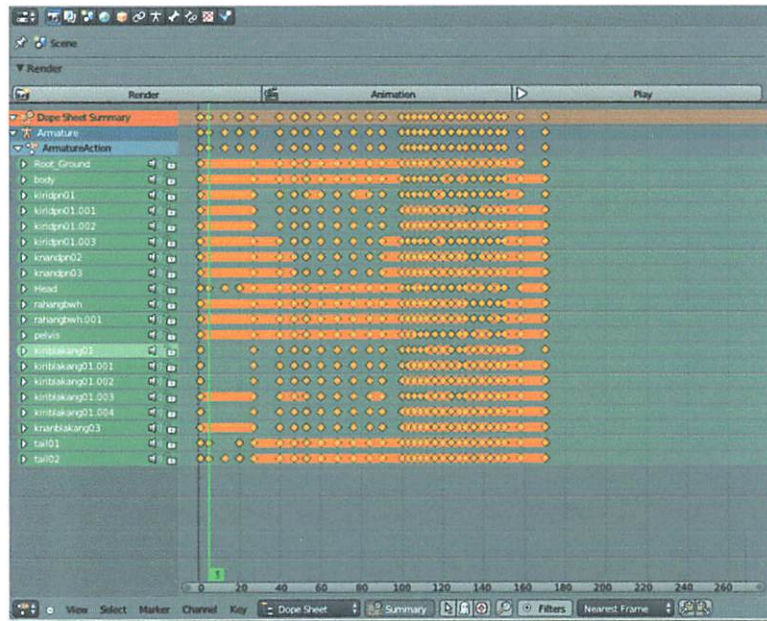 Scene
Render
Render Animation Play
Dope Sheet Summary
Armature
ArmatureAction
Root_Ground
body
kiridpn01
kiridpn01.001
kiridpn01.002
kiridpn01.003
knandpn02
knandpn03
Head
rahangbwh
rahangbwh.001
pelvis
kiriblakang01
kiriblakang01.001
kiriblakang01.002
kiriblakang01.003
kiriblakang01.004
knanblakang03
tail01
tail02
5
0 20 40 60 80 100 120 140 160 180 200 220 240 260
View Select Marker Channel Key Dope Sheet Summary Filters Nearest Frame